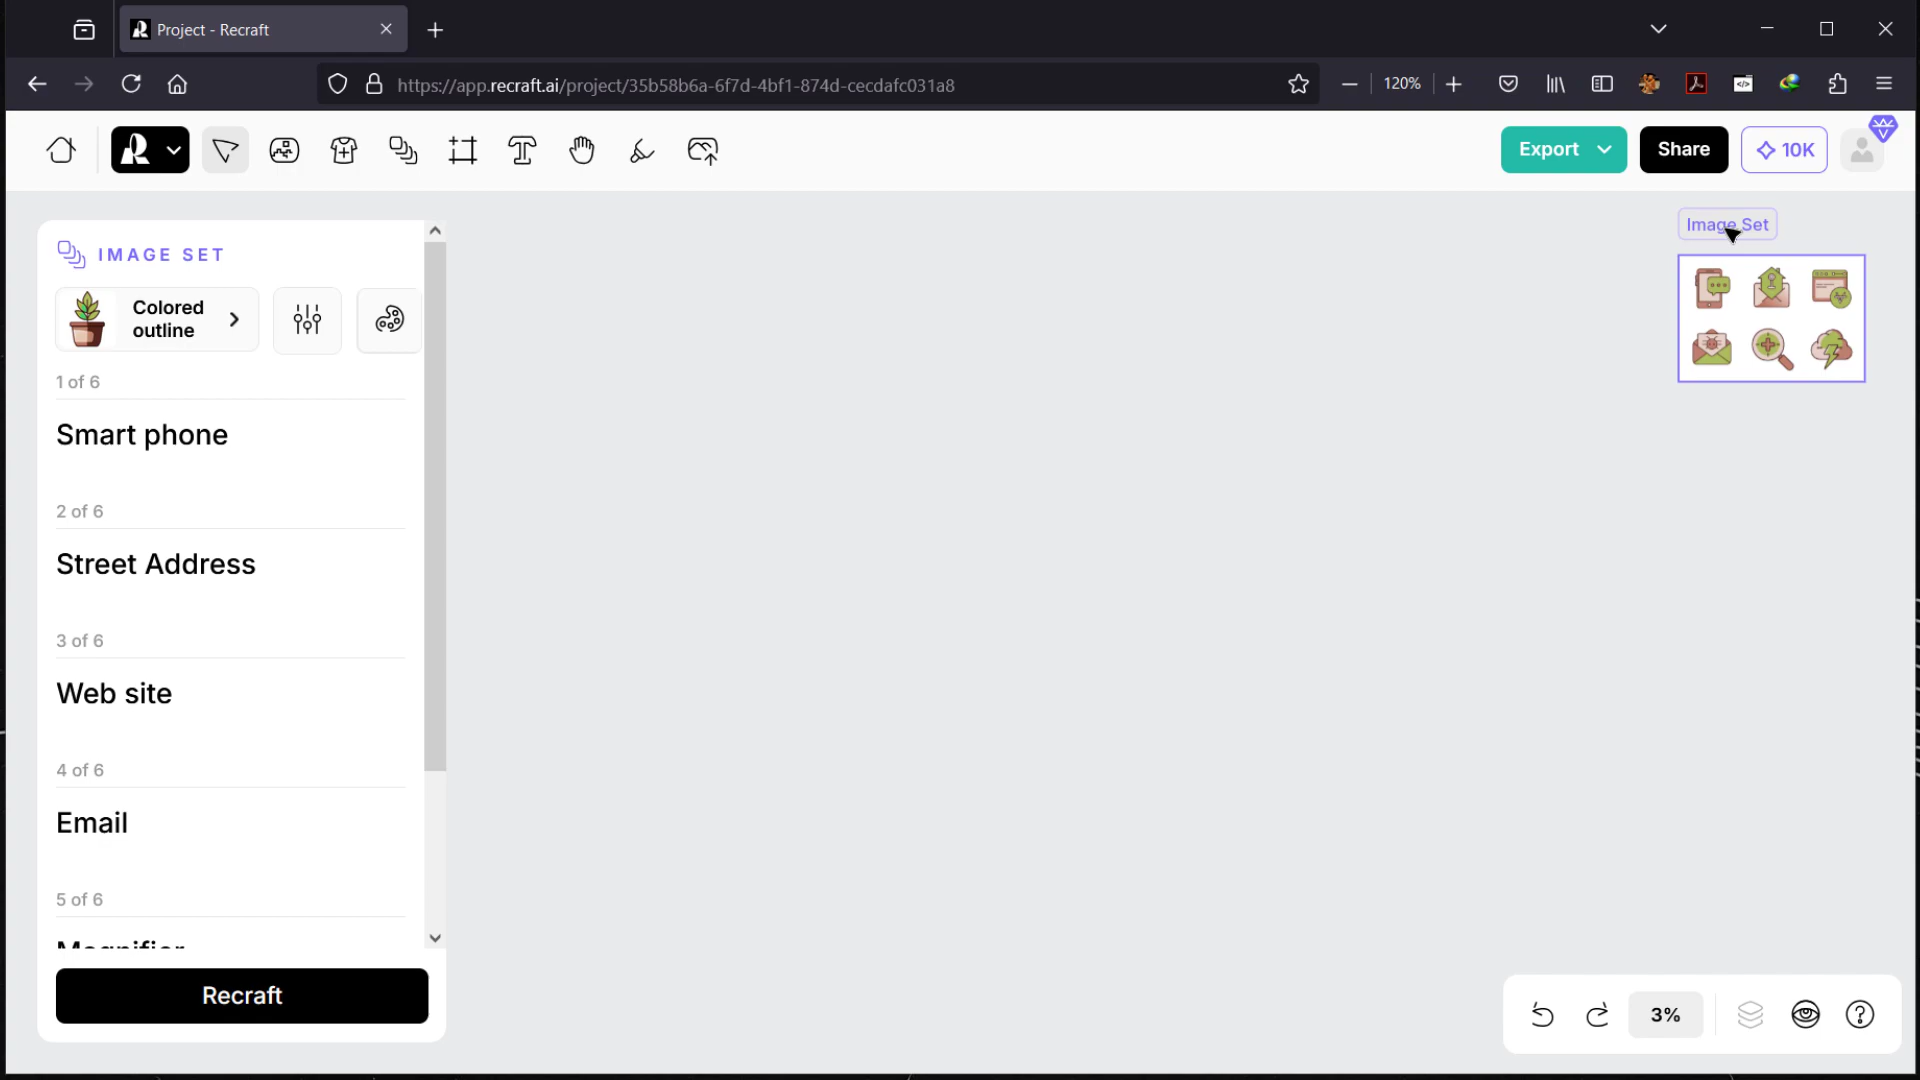 Project - Recraft
https://app.recraft.ai/project/35b58b6a-6f7d-4bf1-874d-cecdafc031a8
120%
Export
Share
10K
Image Set
IMAGE SET
Colored
outline
1 of 6
Smart phone
2 of 6
Street Address
3 of 6
Web site
4 of 6
Email
5 of 6
Magnifier
Recraft
3%